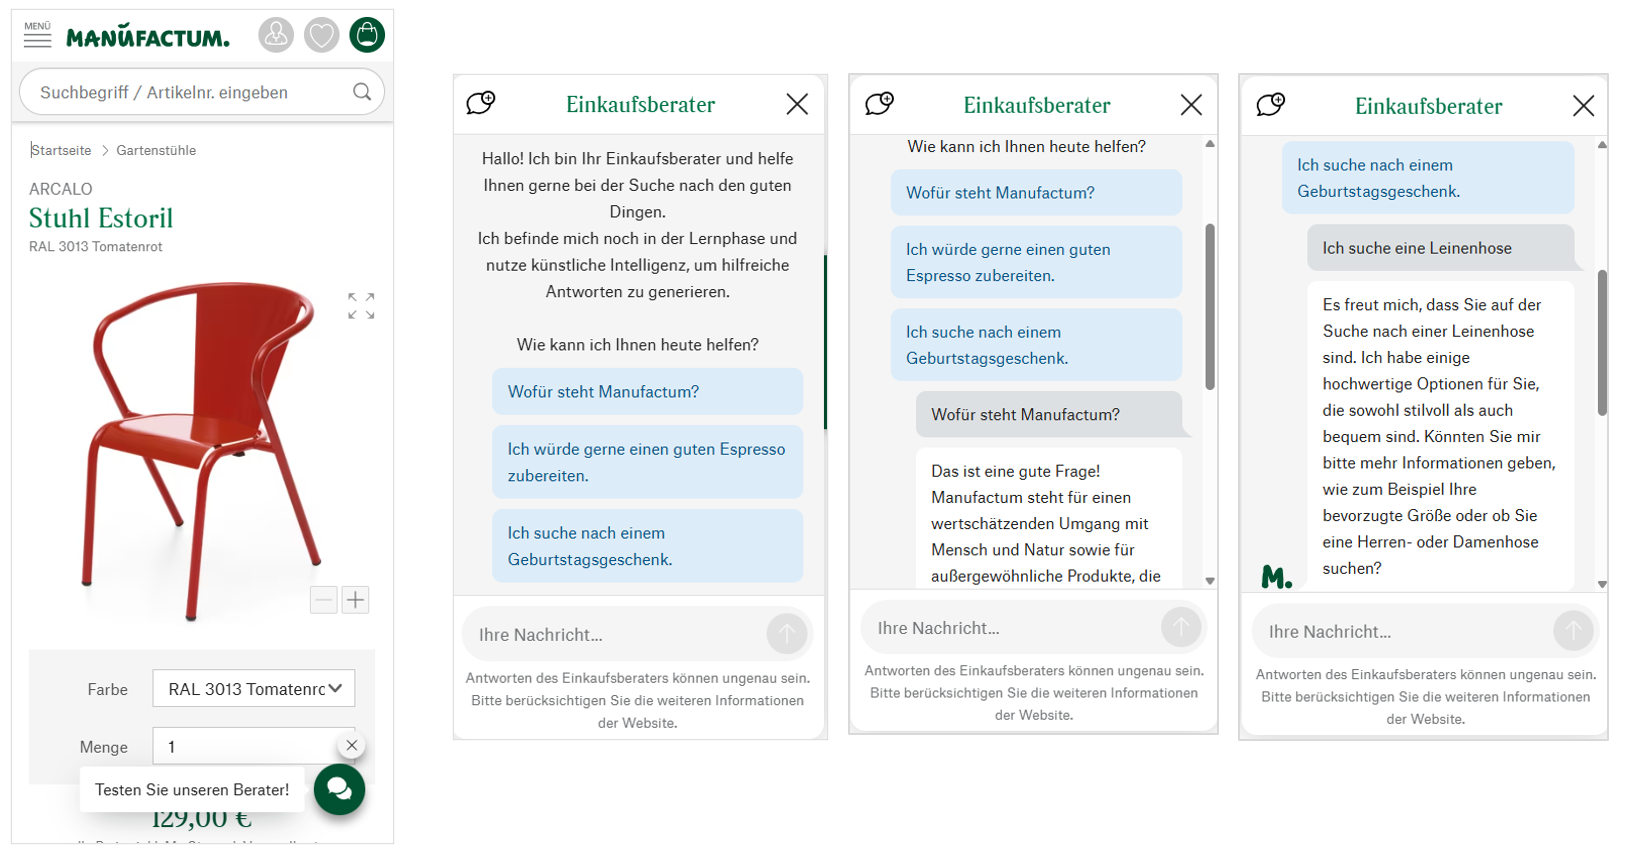 MENÜ
MANUFACTUM.
Suchbegriff / Artikelnr. eingeben
Startseite > Gartenstühle
ARCALO
Stuhl Estoril
RAL 3013 Tomatenrot
Farbe
RAL 3013 Tomatenro
Menge
1
Testen Sie unseren Berater!
129,00 €
Einkaufsberater
Hallo! Ich bin Ihr Einkaufsberater und helfe
Ihnen gerne bei der Suche nach den guten
Dingen.
Ich befinde mich noch in der Lernphase und
nutze künstliche Intelligenz, um hilfreiche
Antworten zu generieren.
Wie kann ich Ihnen heute helfen?
Wofür steht Manufactum?
Ich würde gerne einen guten Espresso
zubereiten.
Ich suche nach einem
Geburtstagsgeschenk.
Ihre Nachricht...
Antworten des Einkaufsberaters können ungenau sein.
Bitte berücksichtigen Sie die weiteren Informationen
der Website.
Einkaufsberater
Wie kann ich Ihnen heute helfen?
Wofür steht Manufactum?
Ich würde gerne einen guten
Espresso zubereiten.
Ich suche nach einem
Geburtstagsgeschenk.
Wofür steht Manufactum?
Das ist eine gute Frage!
Manufactum steht für einen
wertschätzenden Umgang mit
Mensch und Natur sowie für
außergewöhnliche Produkte, die
Ihre Nachricht...
Antworten des Einkaufsberaters können ungenau sein.
Bitte berücksichtigen Sie die weiteren Informationen
der Website.
Einkaufsberater
Ich suche nach einem
Geburtstagsgeschenk.
Ich suche eine Leinenhose
Es freut mich, dass Sie auf der
Suche nach einer Leinenhose
sind. Ich habe einige
hochwertige Optionen für Sie,
die sowohl stilvoll als auch
bequem sind. Könnten Sie mir
bitte mehr Informationen geben,
wie zum Beispiel Ihre
bevorzugte Größe oder ob Sie
eine Herren- oder Damenhose
suchen?
M.
Ihre Nachricht...
Antworten des Einkaufsberaters können ungenau sein.
Bitte berücksichtigen Sie die weiteren Informationen
der Website.